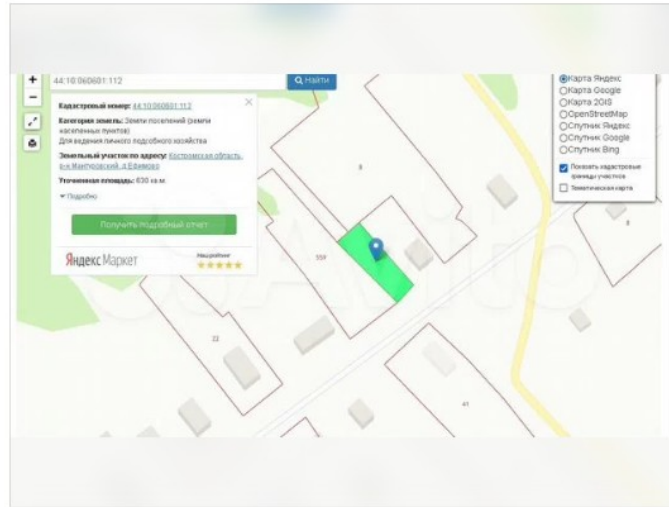 +
44:10:060601:112
Найти
−
Кадастровый номер: 44:10:060601:112
Категория земель: Земли поселений (земли
населенных пунктов)
Для ведения личного подсобного хозяйства
Земельный участок по адресу: Костромская область,
р-н Мантуровский, д Ефимово
Уточненная площадь: 630 кв.м.
Подробно
Получить подробный отчет
Яндекс Маркет
Наш рейтинг
Карта Яндекс
Карта Google
Карта 2GIS
OpenStreetMap
Спутник Яндекс
Спутник Google
Спутник Bing
Показать кадастровые
границы участков
Тематическая карта
8
8
559
22
41
Avito